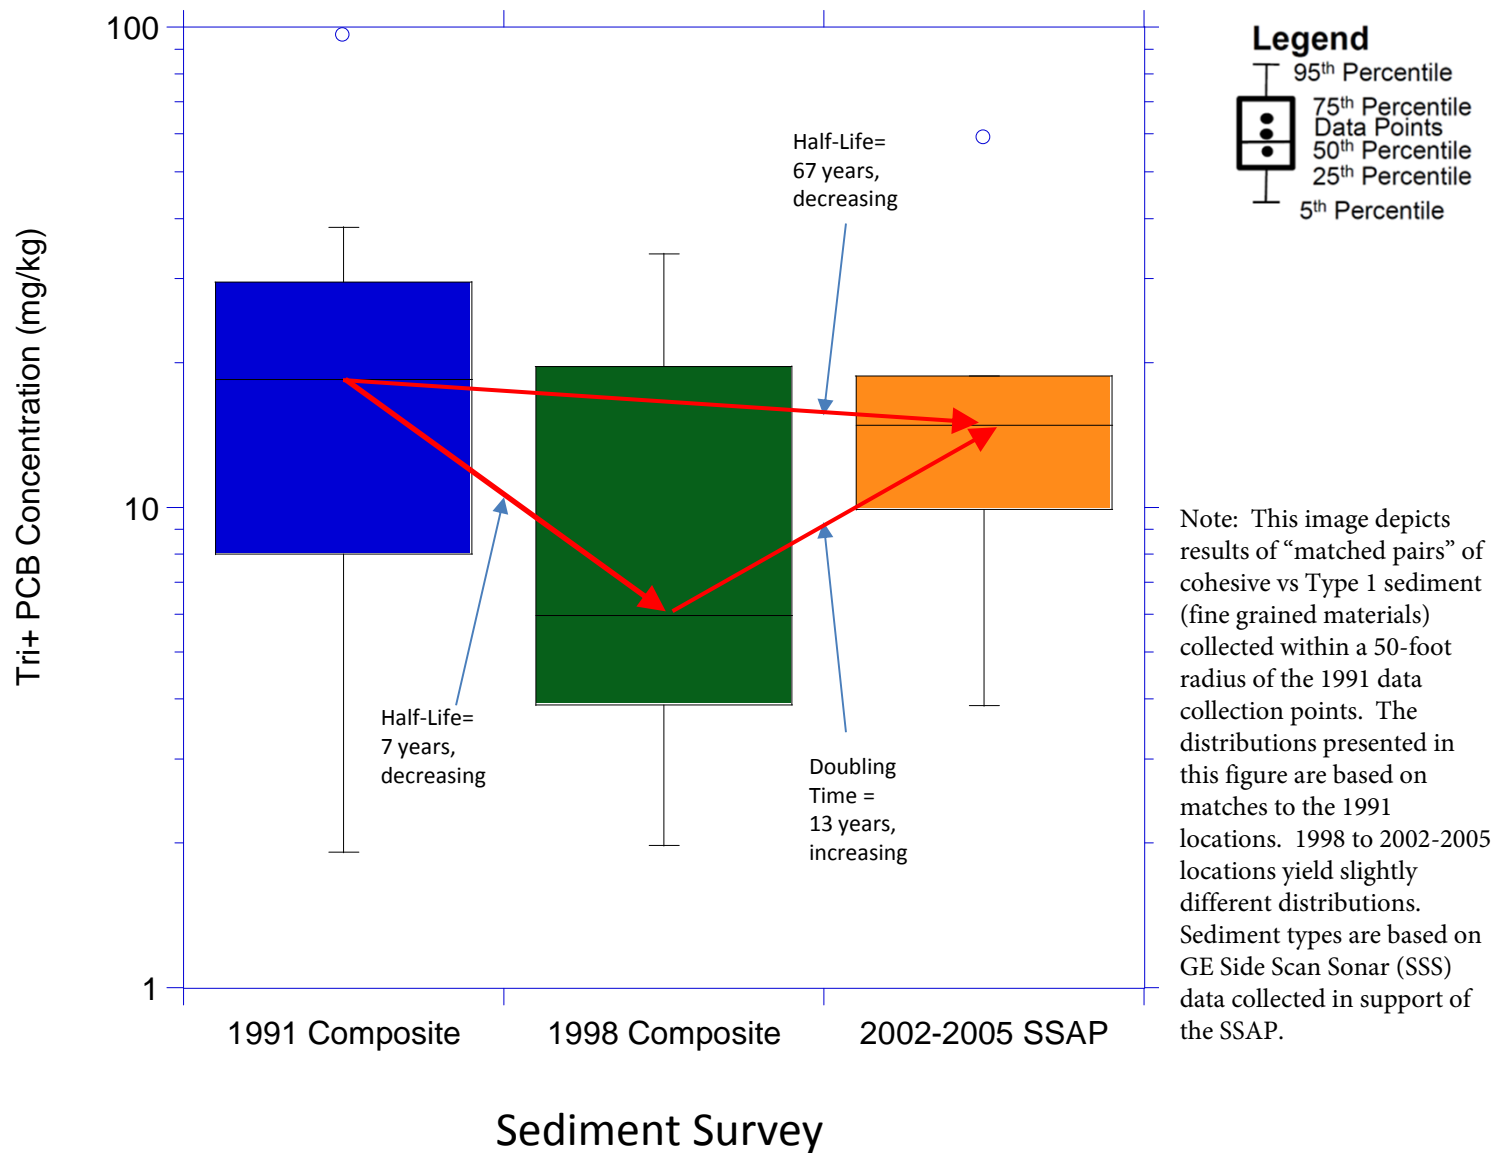 100
10
1
Tri+ PCB Concentration (mg/kg)
Half-Life=
67 years,
decreasing
Half-Life=
7 years,
decreasing
Doubling
Time =
13 years,
increasing
1991 Composite
1998 Composite
2002-2005 SSAP
Sediment Survey
Legend
95th Percentile
75th Percentile
Data Points
50th Percentile
25th Percentile
5th Percentile
Note:  This image depicts
results of “matched pairs” of
cohesive vs Type 1 sediment
(fine grained materials)
collected within a 50-foot
radius of the 1991 data
collection points.  The
distributions presented in
this figure are based on
matches to the 1991
locations.  1998 to 2002-2005
locations yield slightly
different distributions.
Sediment types are based on
GE Side Scan Sonar (SSS)
data collected in support of
the SSAP.